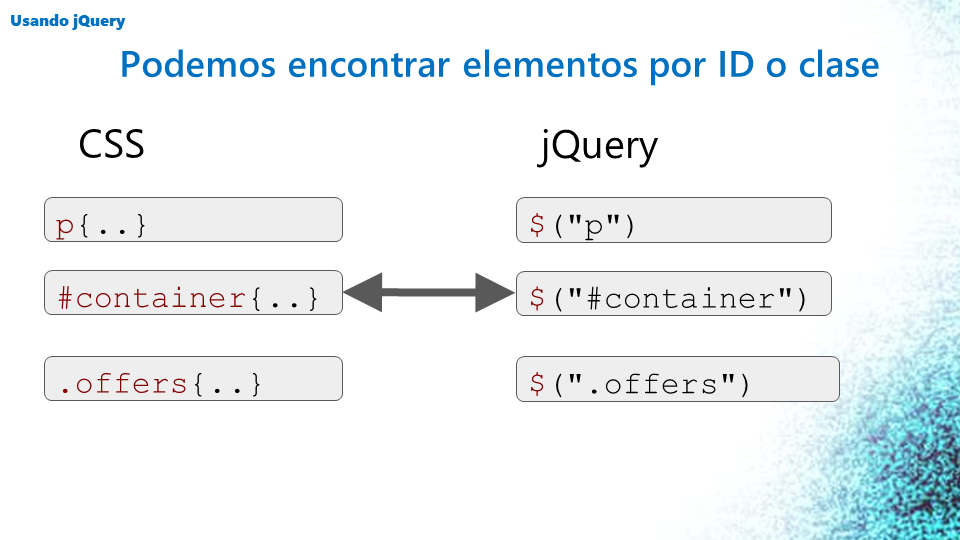 Usando jQuery
Podemos encontrar elementos por ID o clase
CSS
jQuery
p{..}
$("p")
#container{..}
$("#container")
.offers{..}
$(".offers")